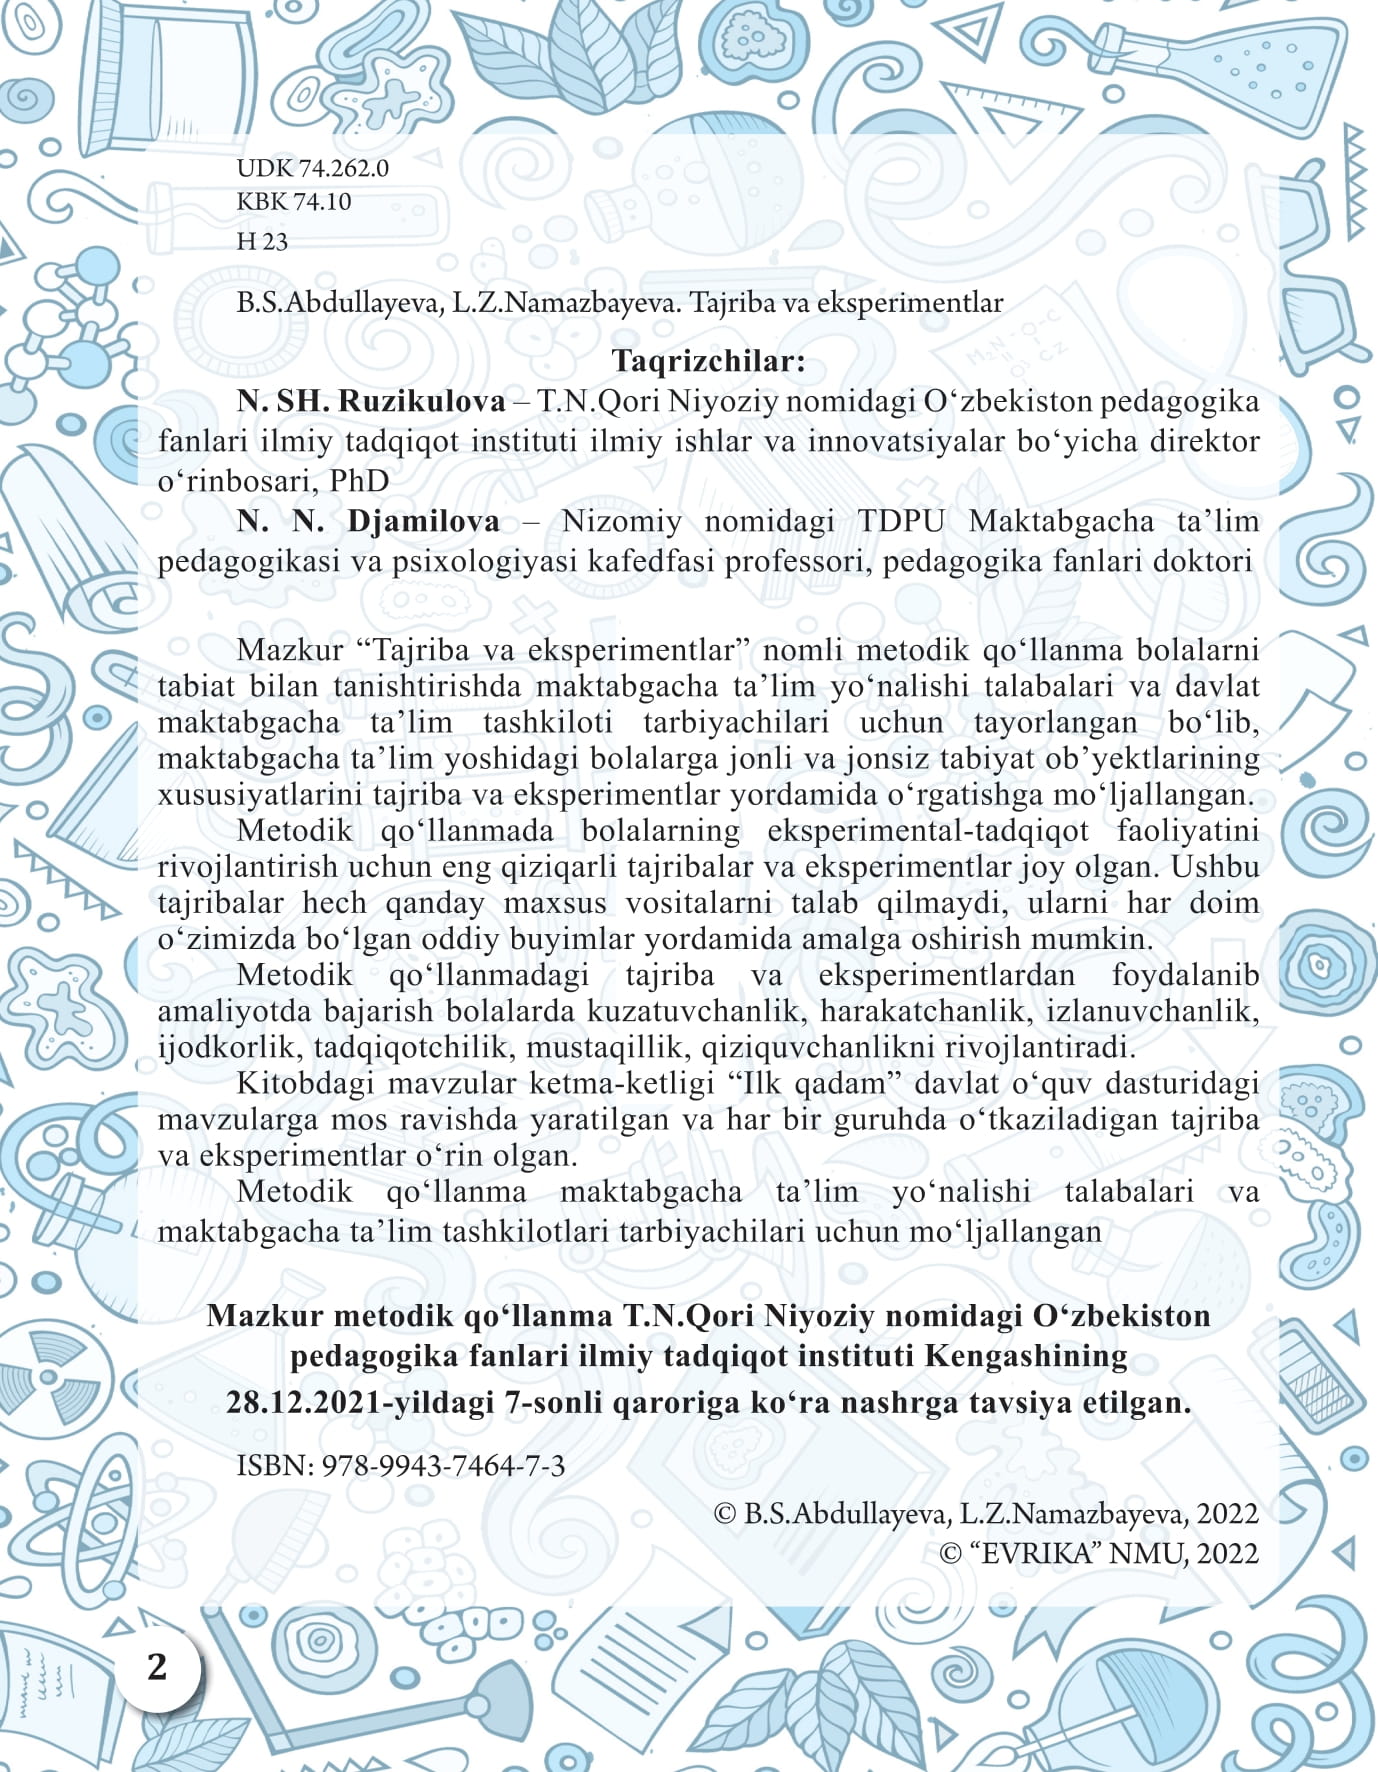 UDK 74.262.0
KBK 74.10
H 23
B.S.Abdullayeva, L.Z.Namazbayeva. Tajriba va eksperimentlar
Taqrizchilar:
N. SH. Ruzikulova – T.N.Qori Niyoziy nomidagi O‘zbekiston pedagogika
fanlari ilmiy tadqiqot instituti ilmiy ishlar va innovatsiyalar bo‘yicha direktor
o‘rinbosari, PhD
N. N. Djamilova – Nizomiy nomidagi TDPU Maktabgacha ta’lim
pedagogikasi va psixologiyasi kafedfasi professori, pedagogika fanlari doktori
Mazkur “Tajriba va eksperimentlar” nomli metodik qo‘llanma bolalarni
tabiat bilan tanishtirishda maktabgacha ta’lim yo‘nalishi talabalari va davlat
maktabgacha ta’lim tashkiloti tarbiyachilari uchun tayorlangan bo‘lib,
maktabgacha ta’lim yoshidagi bolalarga jonli va jonsiz tabiyat ob’yektlarining
xususiyatlarini tajriba va eksperimentlar yordamida o‘rgatishga mo‘ljallangan.
Metodik qo‘llanmada bolalarning eksperimental-tadqiqot faoliyatini
rivojlantirish uchun eng qiziqarli tajribalar va eksperimentlar joy olgan. Ushbu
tajribalar hech qanday maxsus vositalarni talab qilmaydi, ularni har doim
o‘zimizda bo‘lgan oddiy buyimlar yordamida amalga oshirish mumkin.
Metodik qo‘llanmadagi tajriba va eksperimentlardan foydalanib
amaliyotda bajarish bolalarda kuzatuvchanlik, harakatchanlik, izlanuvchanlik,
ijodkorlik, tadqiqotchilik, mustaqillik, qiziquvchanlikni rivojlantiradi.
Kitobdagi mavzular ketma-ketligi “Ilk qadam” davlat o‘quv dasturidagi
mavzularga mos ravishda yaratilgan va har bir guruhda o‘tkaziladigan tajriba
va eksperimentlar o‘rin olgan.
Metodik qo‘llanma maktabgacha ta’lim yo‘nalishi talabalari va
maktabgacha ta’lim tashkilotlari tarbiyachilari uchun mo‘ljallangan
Mazkur metodik qo‘llanma T.N.Qori Niyoziy nomidagi O‘zbekiston
pedagogika fanlari ilmiy tadqiqot instituti Kengashining
28.12.2021-yildagi 7-sonli qaroriga ko‘ra nashrga tavsiya etilgan.
ISBN: 978-9943-7464-7-3
© B.S.Abdullayeva, L.Z.Namazbayeva, 2022
© “EVRIKA” NMU, 2022
2